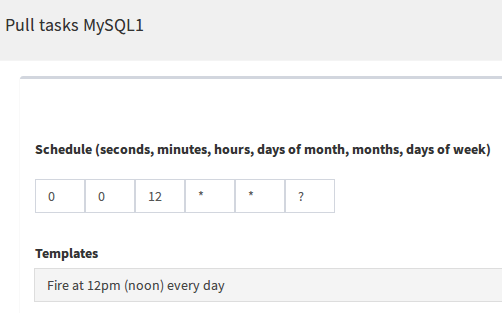 Pull tasks MySQL1
Schedule (seconds, minutes, hours, days of month, months, days of week)
0 0 12 * * ?
Templates
Fire at 12pm (noon) every day